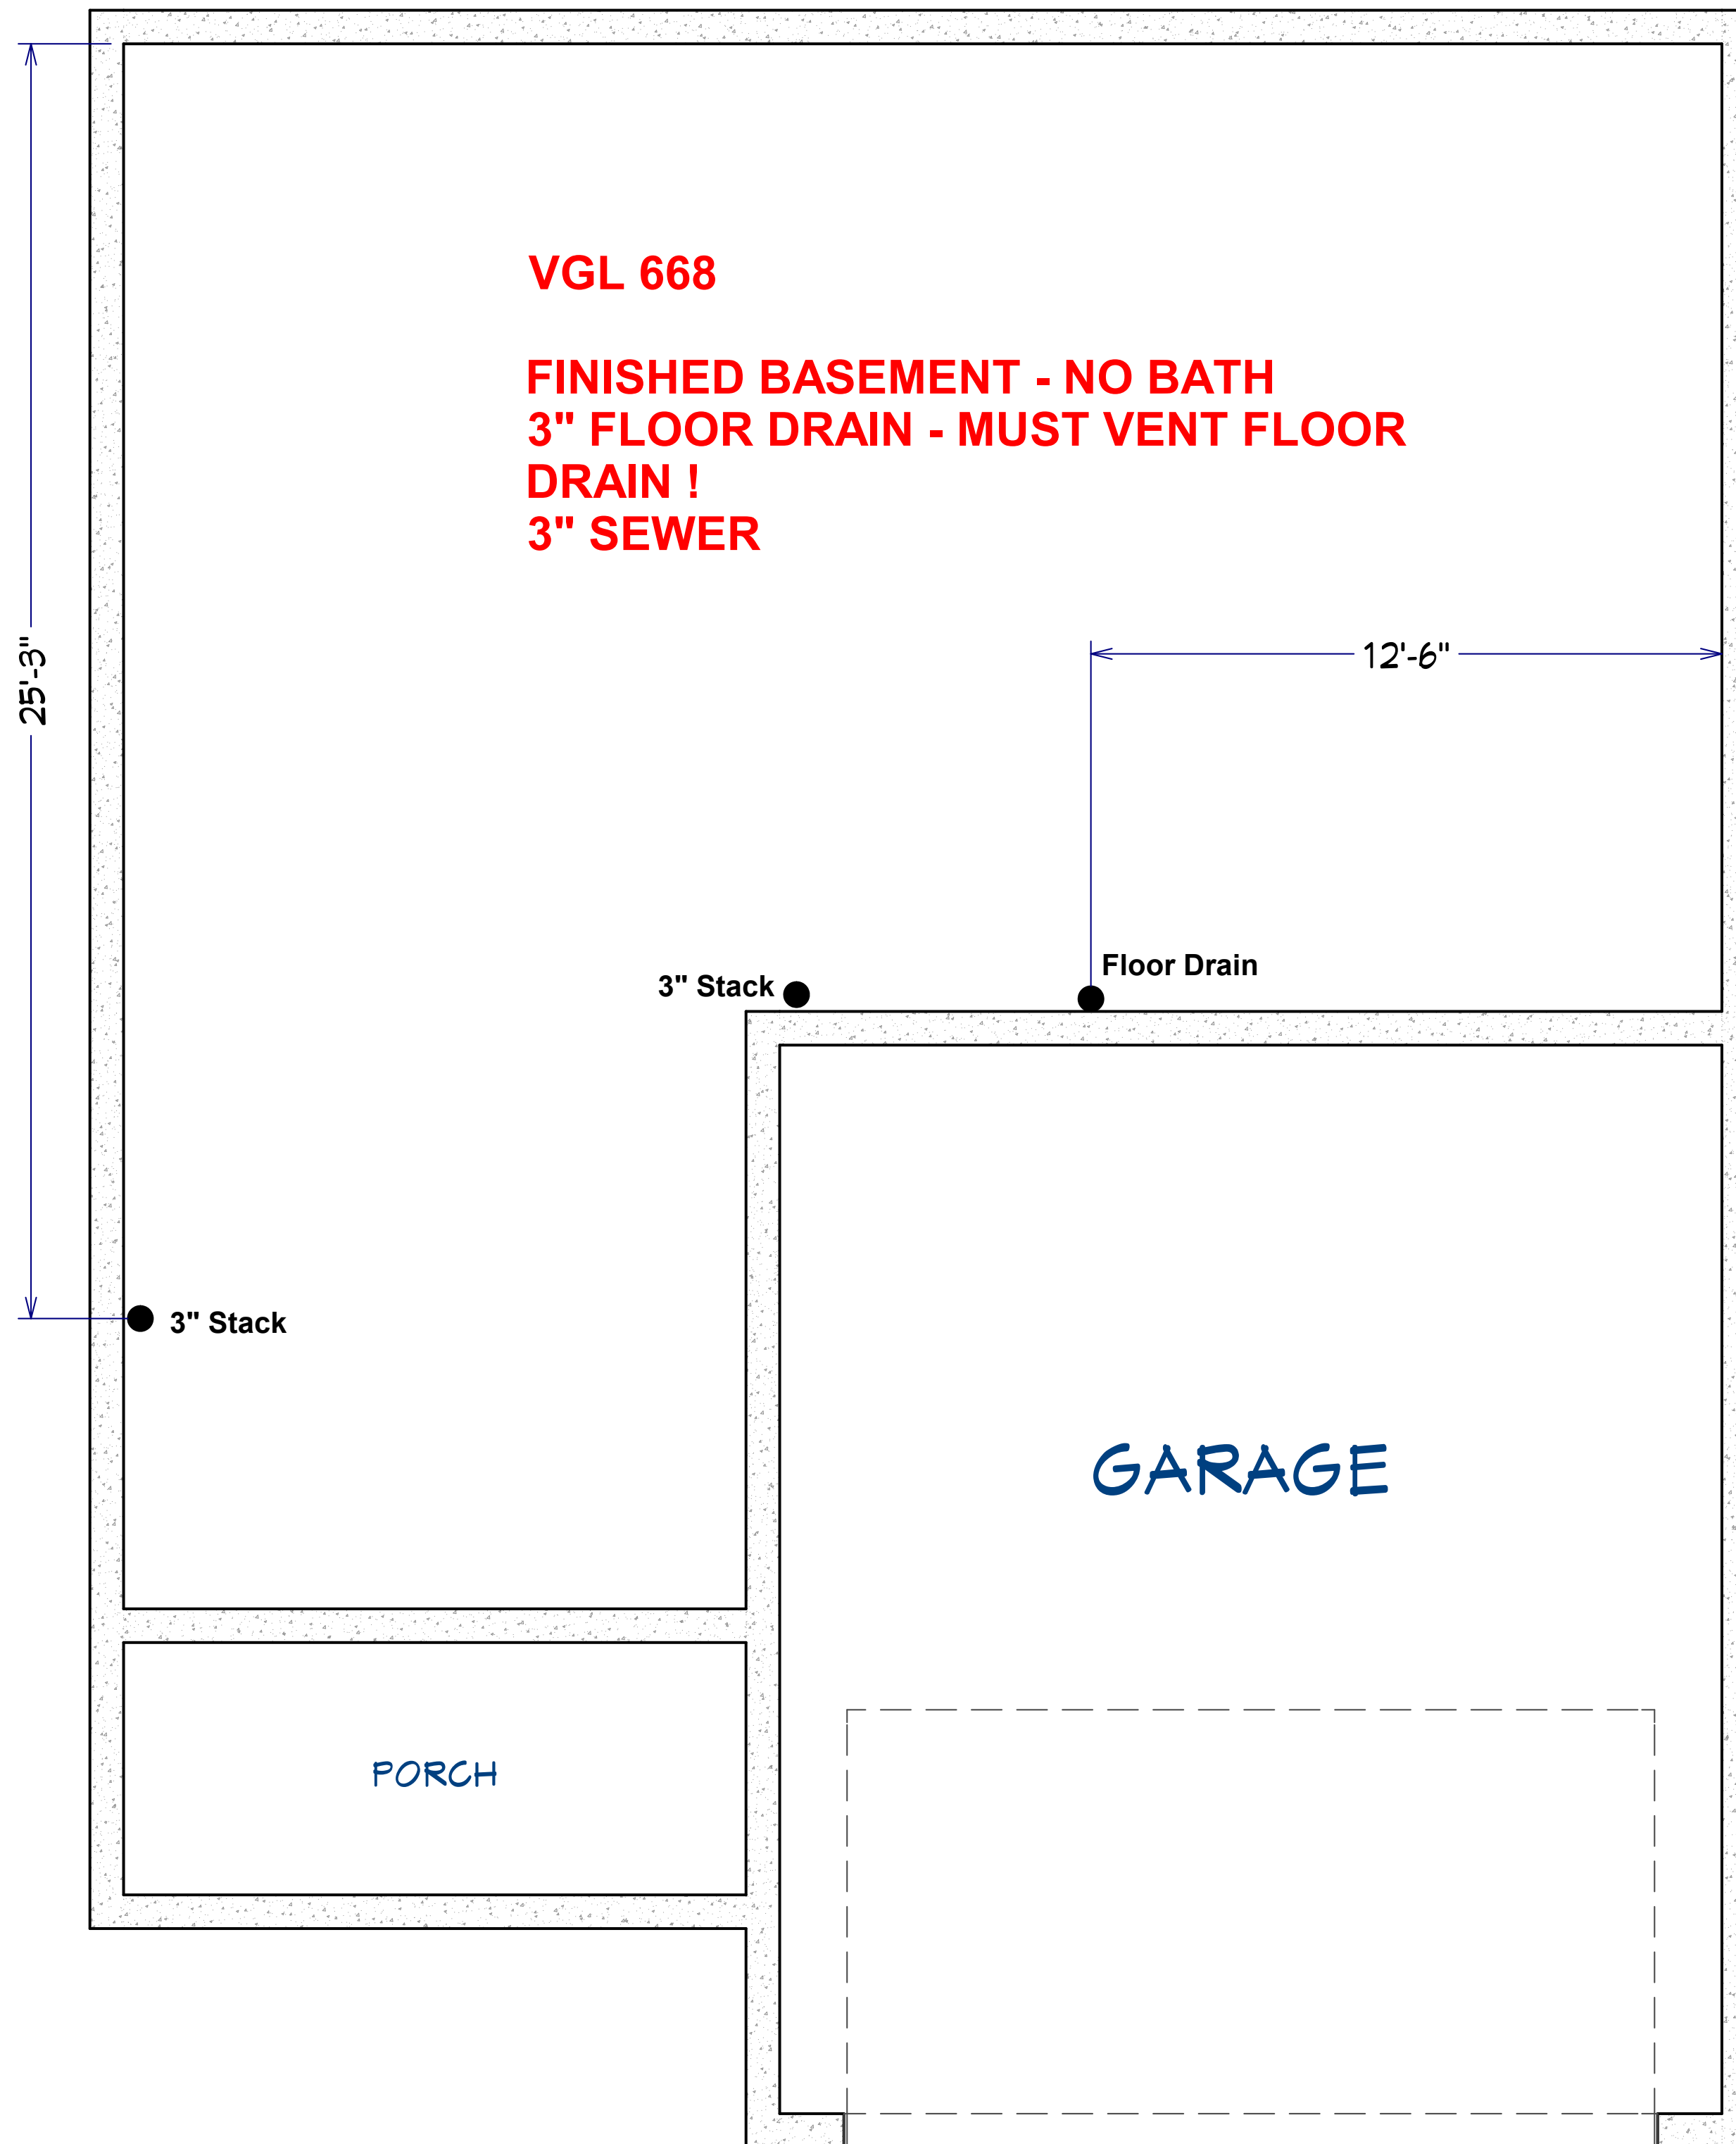 VGL 668
FINISHED BASEMENT - NO BATH
3" FLOOR DRAIN - MUST VENT FLOOR
DRAIN !
3" SEWER
25'-3"
12'-6"
Floor Drain
3" Stack
3" Stack
GARAGE
PORCH